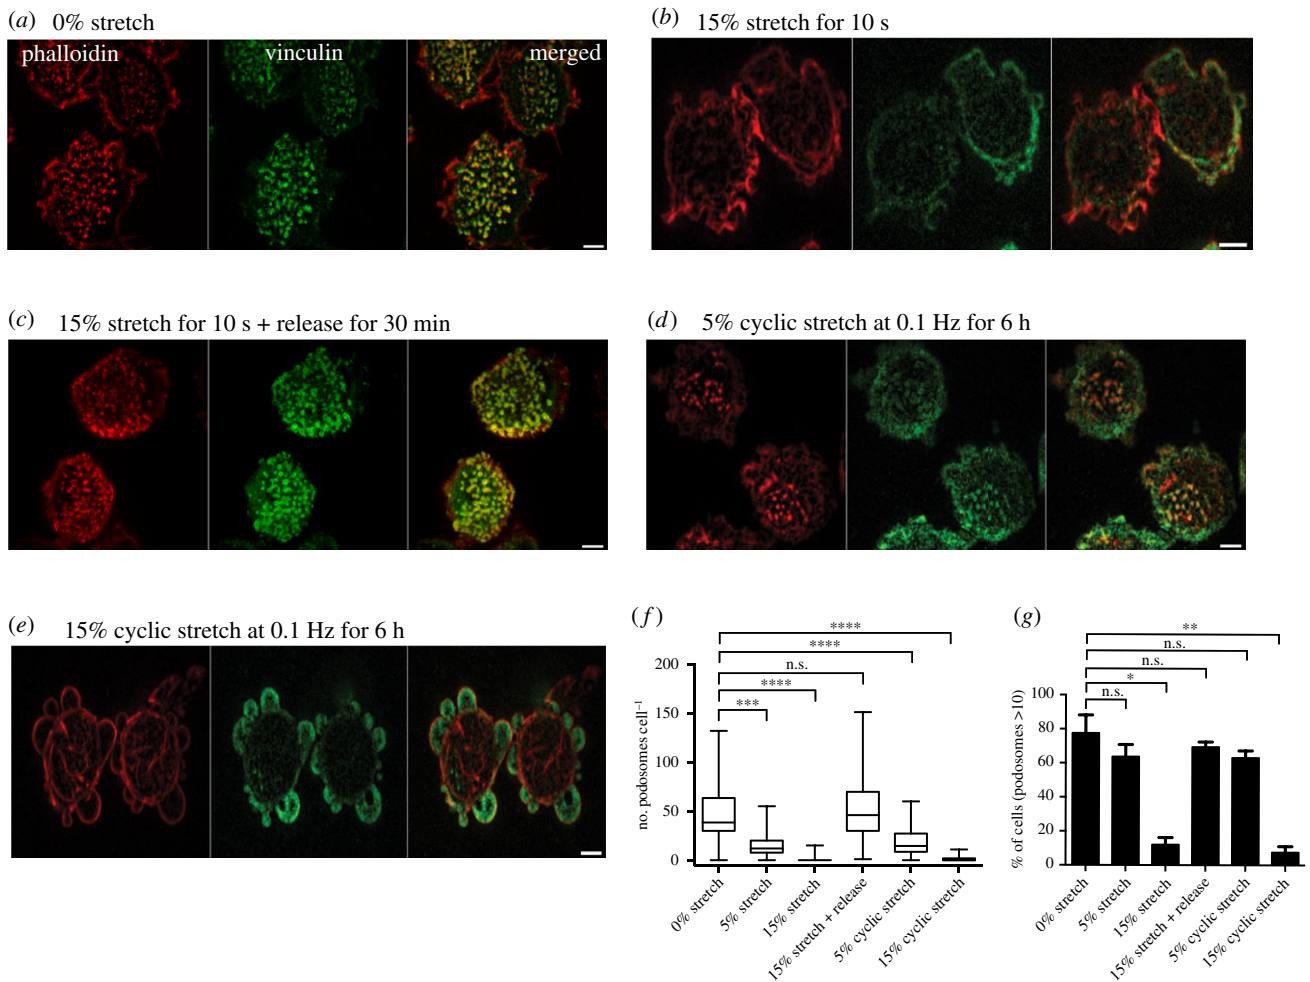 (a) 0% stretch
phalloidin vinculin merged
(b) 15% stretch for 10 s
(c) 15% stretch for 10 s + release for 30 min
(d) 5% cyclic stretch at 0.1 Hz for 6 h
(e) 15% cyclic stretch at 0.1 Hz for 6 h
(f)
****
****
n.s.
****
***
no. podosomes cell⁻¹
200
150
100
50
0
0% stretch
5% stretch
15% stretch
15% stretch + release
5% cyclic stretch
15% cyclic stretch
(g)
**
n.s.
n.s.
*
n.s.
% of cells (podosomes >10)
100
80
60
40
20
0
0% stretch
5% stretch
15% stretch
15% stretch + release
5% cyclic stretch
15% cyclic stretch